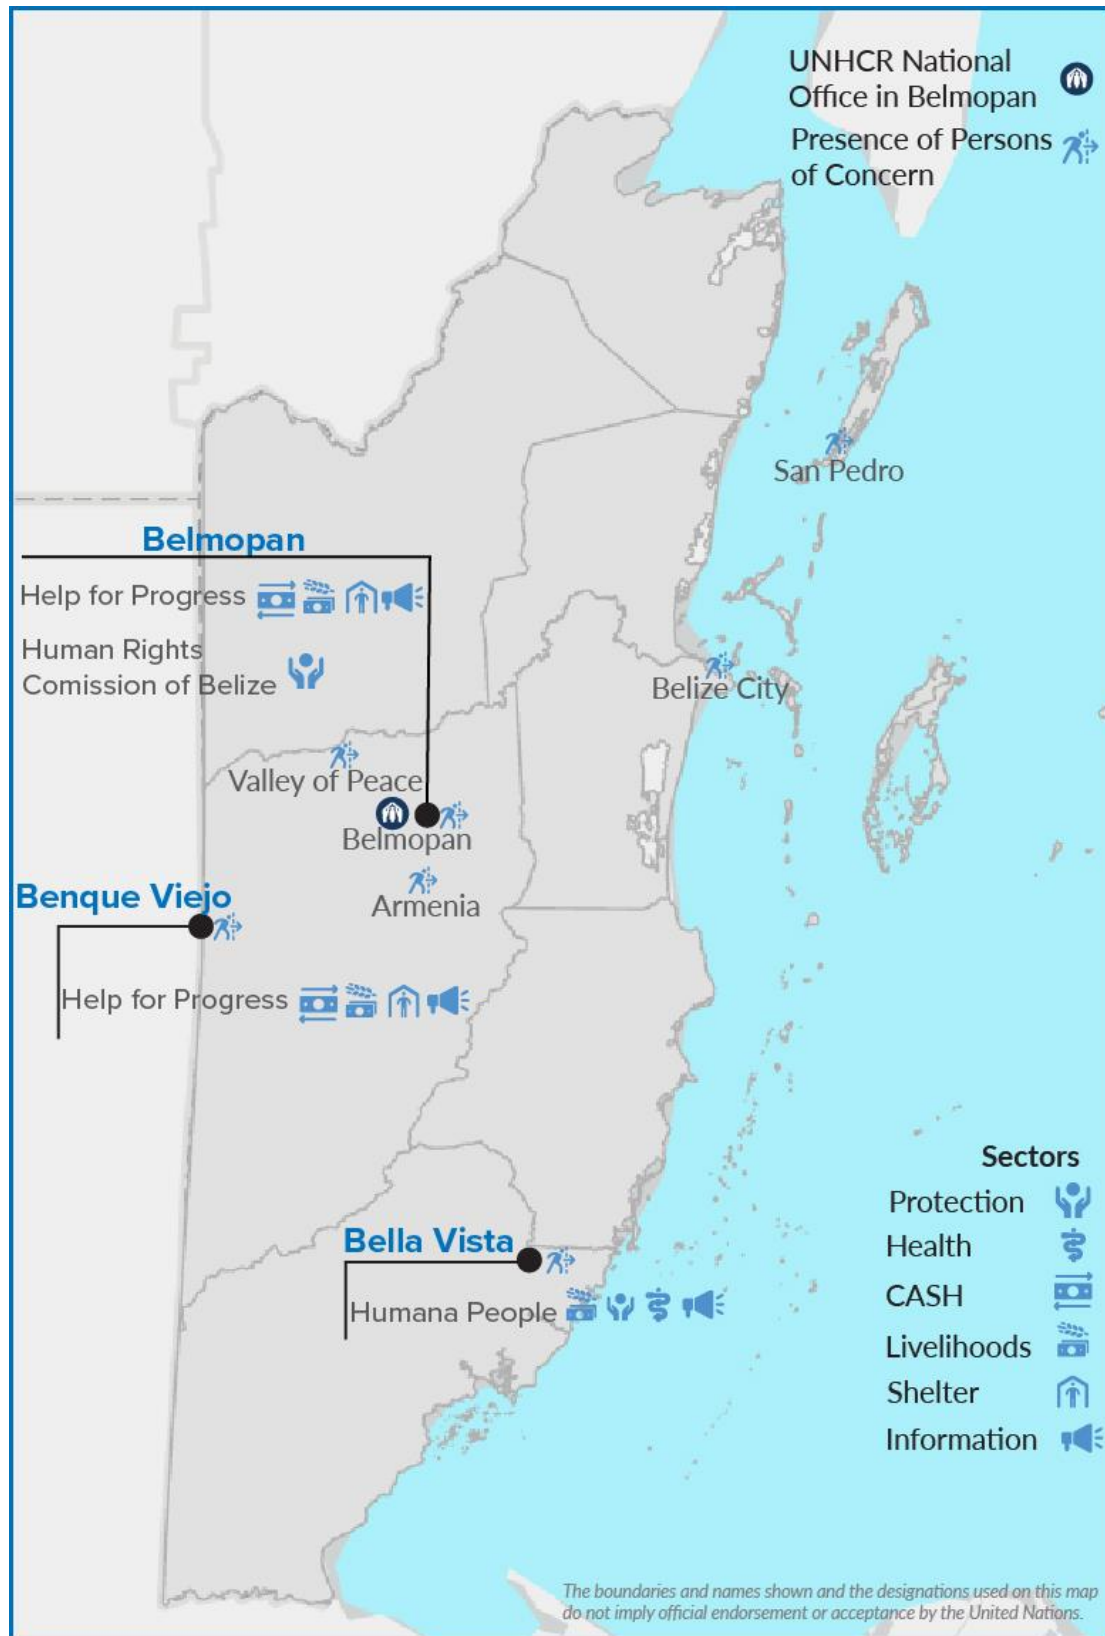 UNHCR National
Office in Belmopan
Presence of Persons
of Concern
San Pedro
Belmopan
Help for Progress
Human Rights
Comission of Belize
Belize City
Valley of Peace
Belmopan
Armenia
Benque Viejo
Help for Progress
Bella Vista
Humana People
Sectors
Protection
Health
CASH
Livelihoods
Shelter
Information
The boundaries and names shown and the designations used on this map
do not imply official endorsement or acceptance by the United Nations.